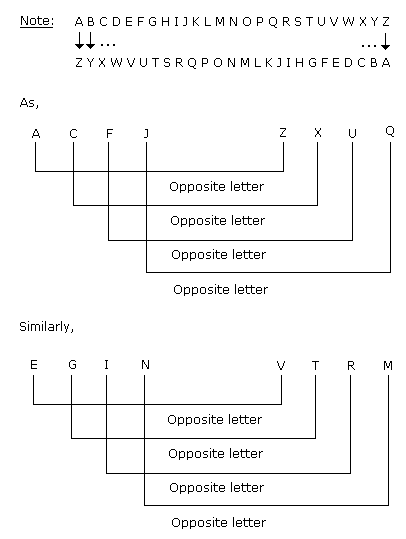 Note: A B C D E F G H I J K L M N O P Q R S T U V W X Y Z
... ...
Z Y X W V U T S R Q P O N M L K J I H G F E D C B A
As,
A C F J Z X U Q
Opposite letter
Opposite letter
Opposite letter
Opposite letter
Similarly,
E G I N V T R M
Opposite letter
Opposite letter
Opposite letter
Opposite letter